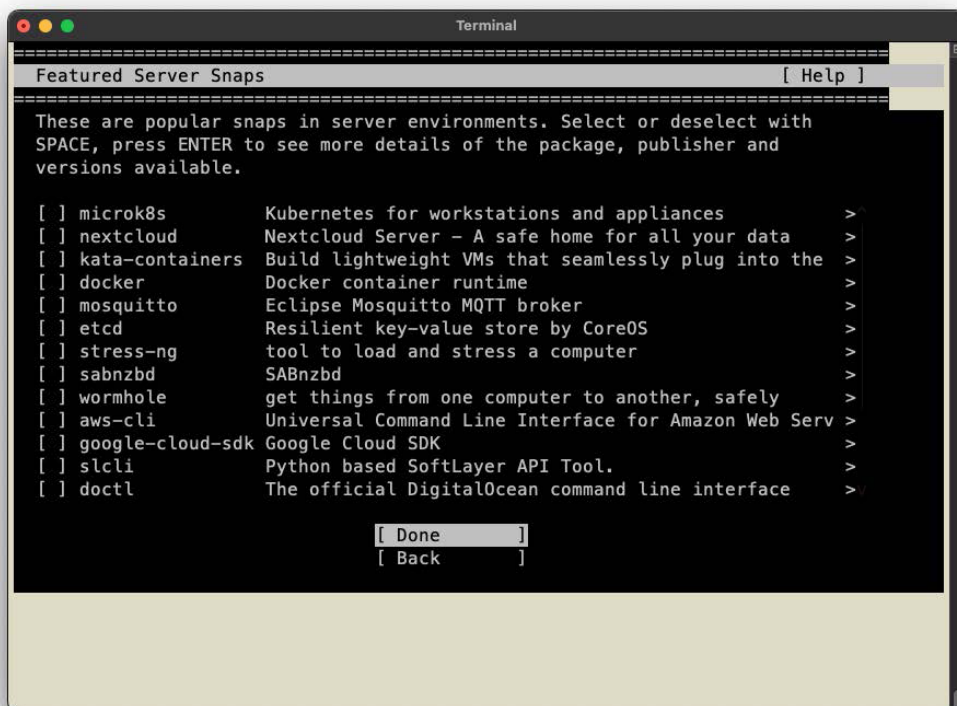 Terminal
================================================================================
Featured Server Snaps [ Help ]
================================================================================
These are popular snaps in server environments. Select or deselect with
SPACE, press ENTER to see more details of the package, publisher and
versions available.
[ ] microk8s Kubernetes for workstations and appliances >^
[ ] nextcloud Nextcloud Server – A safe home for all your data >
[ ] kata-containers Build lightweight VMs that seamlessly plug into the >
[ ] docker Docker container runtime >
[ ] mosquitto Eclipse Mosquitto MQTT broker >
[ ] etcd Resilient key-value store by CoreOS >
[ ] stress-ng tool to load and stress a computer >
[ ] sabnzbd SABnzbd >
[ ] wormhole get things from one computer to another, safely >
[ ] aws-cli Universal Command Line Interface for Amazon Web Serv >
[ ] google-cloud-sdk Google Cloud SDK >
[ ] slcli Python based SoftLayer API Tool. >
[ ] doctl The official DigitalOcean command line interface >v
[ Done ]
[ Back ]